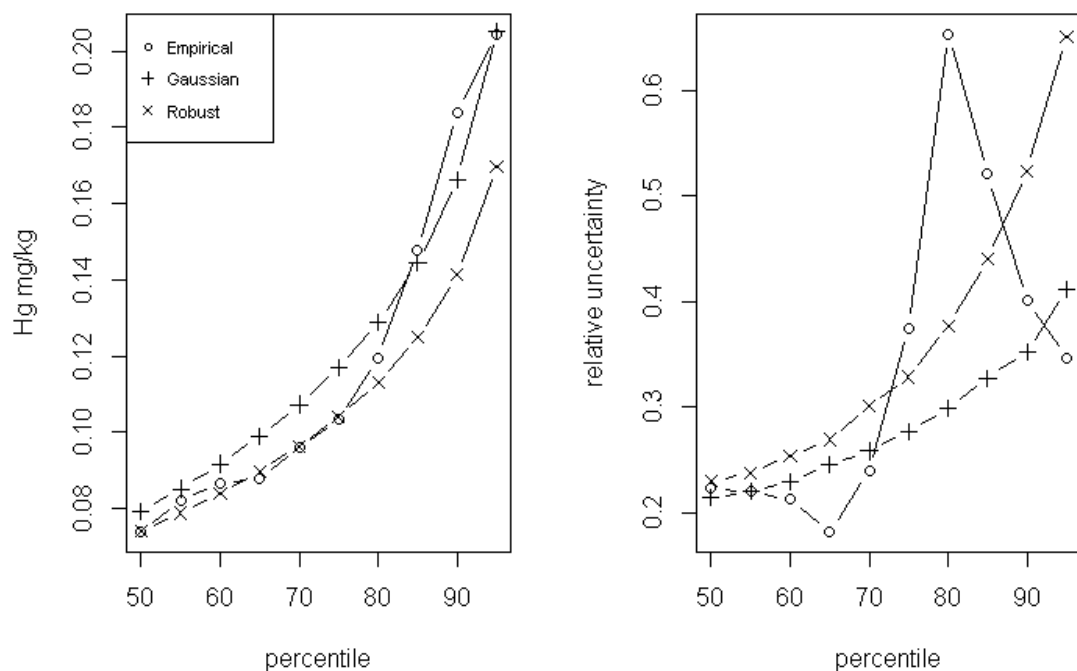 Empirical
Gaussian
Robust
Hg mg/kg
0.20
0.18
0.16
0.14
0.12
0.10
0.08
50 60 70 80 90
percentile
relative uncertainty
0.6
0.5
0.4
0.3
0.2
50 60 70 80 90
percentile